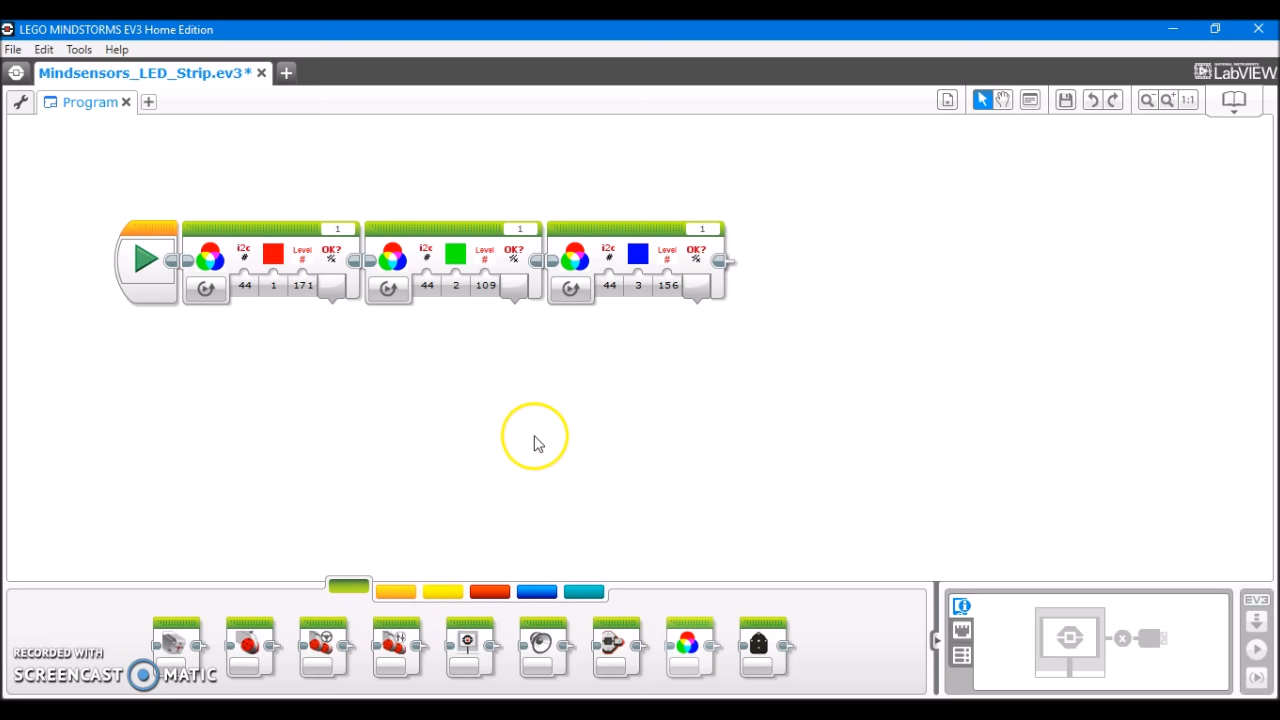 LEGO MINDSTORMS EV3 Home Edition
File Edit Tools Help
Mindsensors_LED_Strip.ev3*
NATIONAL INSTRUMENTS
LabVIEW
Program
1:1
1 1 1
i2c # Level # OK? i2c # Level # OK? i2c # Level # OK?
44 1 171 44 2 109 44 3 156
EV3
RECORDED WITH
SCREENCAST MATIC